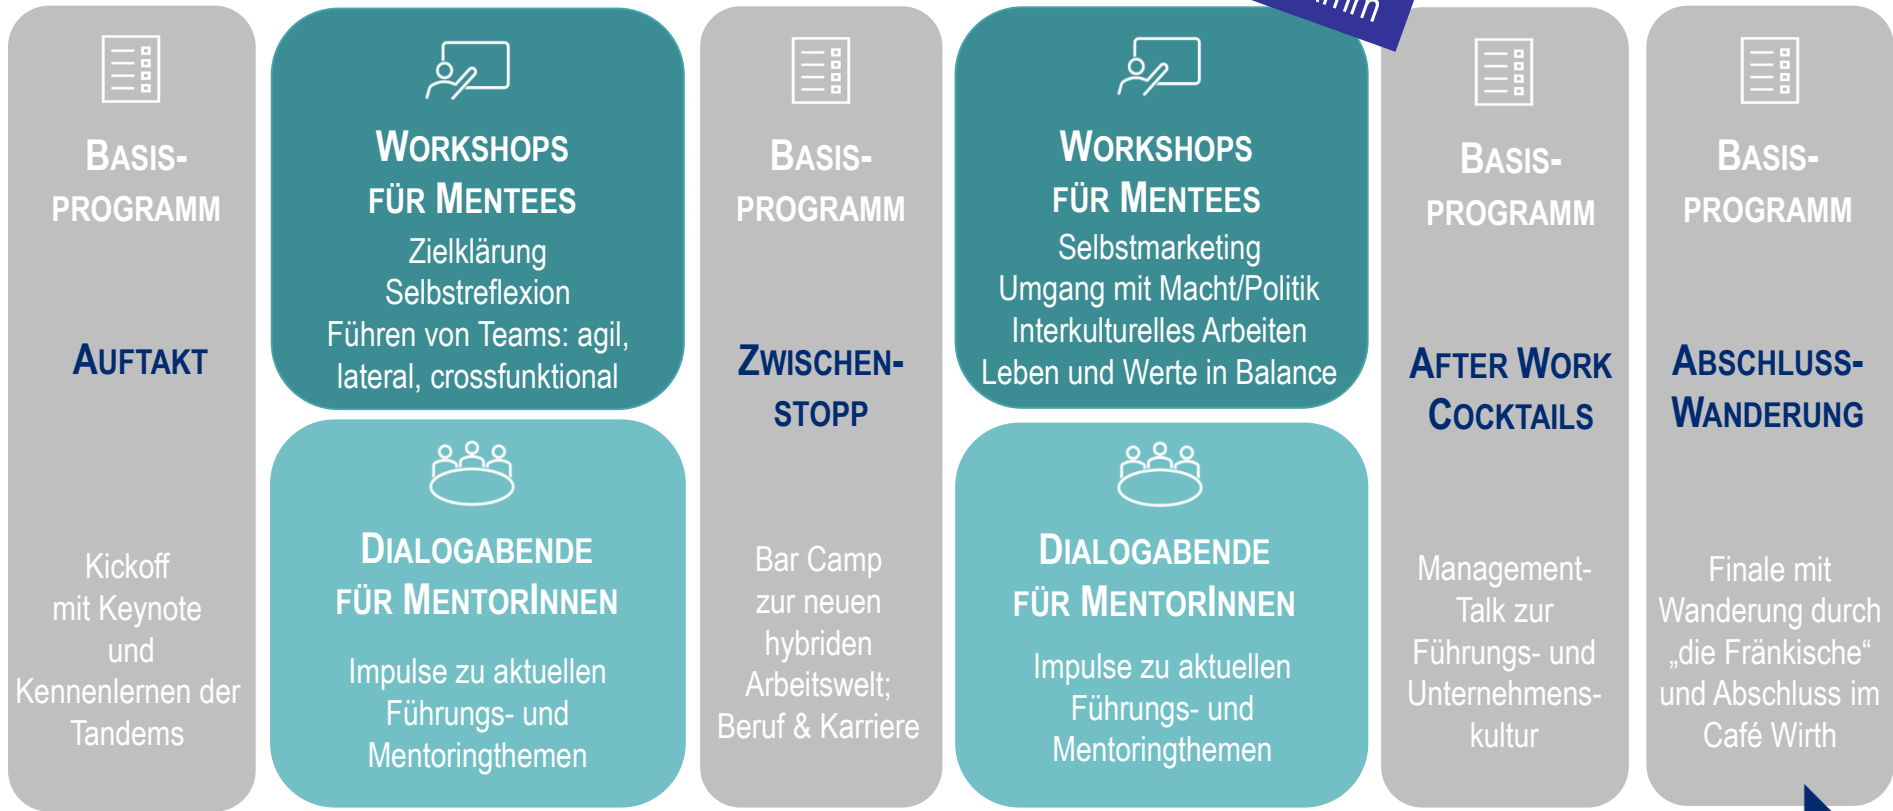 BASIS-
PROGRAMM
AUFTAKT
Kickoff
mit Keynote
und
Kennenlernen der
Tandems
WORKSHOPS
FÜR MENTEES
Zielklärung
Selbstreflexion
Führen von Teams: agil,
lateral, crossfunktional
DIALOGABENDE
FÜR MENTORINNEN
Impulse zu aktuellen
Führungs- und
Mentoringthemen
BASIS-
PROGRAMM
ZWISCHEN-
STOPP
Bar Camp
zur neuen
hybriden
Arbeitswelt;
Beruf & Karriere
WORKSHOPS
FÜR MENTEES
Selbstmarketing
Umgang mit Macht/Politik
Interkulturelles Arbeiten
Leben und Werte in Balance
DIALOGABENDE
FÜR MENTORINNEN
Impulse zu aktuellen
Führungs- und
Mentoringthemen
BASIS-
PROGRAMM
AFTER WORK
COCKTAILS
Management-
Talk zur
Führungs- und
Unternehmens-
kultur
BASIS-
PROGRAMM
ABSCHLUSS-
WANDERUNG
Finale mit
Wanderung durch
„die Fränkische“
und Abschluss im
Café Wirth